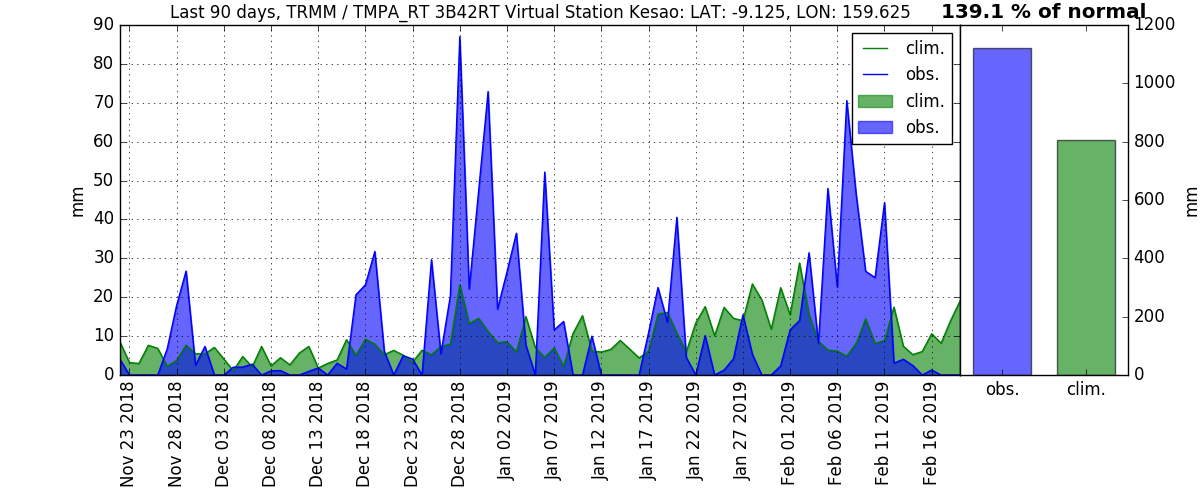 Last 90 days, TRMM / TMPA_RT 3B42RT Virtual Station Kesao: LAT: -9.125, LON: 159.625
139.1 % of normal
90
80
70
60
50
40
30
20
10
0
mm
clim.
obs.
clim.
obs.
1200
1000
800
600
400
200
0
mm
obs.
clim.
Nov 23 2018
Nov 28 2018
Dec 03 2018
Dec 08 2018
Dec 13 2018
Dec 18 2018
Dec 23 2018
Dec 28 2018
Jan 02 2019
Jan 07 2019
Jan 12 2019
Jan 17 2019
Jan 22 2019
Jan 27 2019
Feb 01 2019
Feb 06 2019
Feb 11 2019
Feb 16 2019